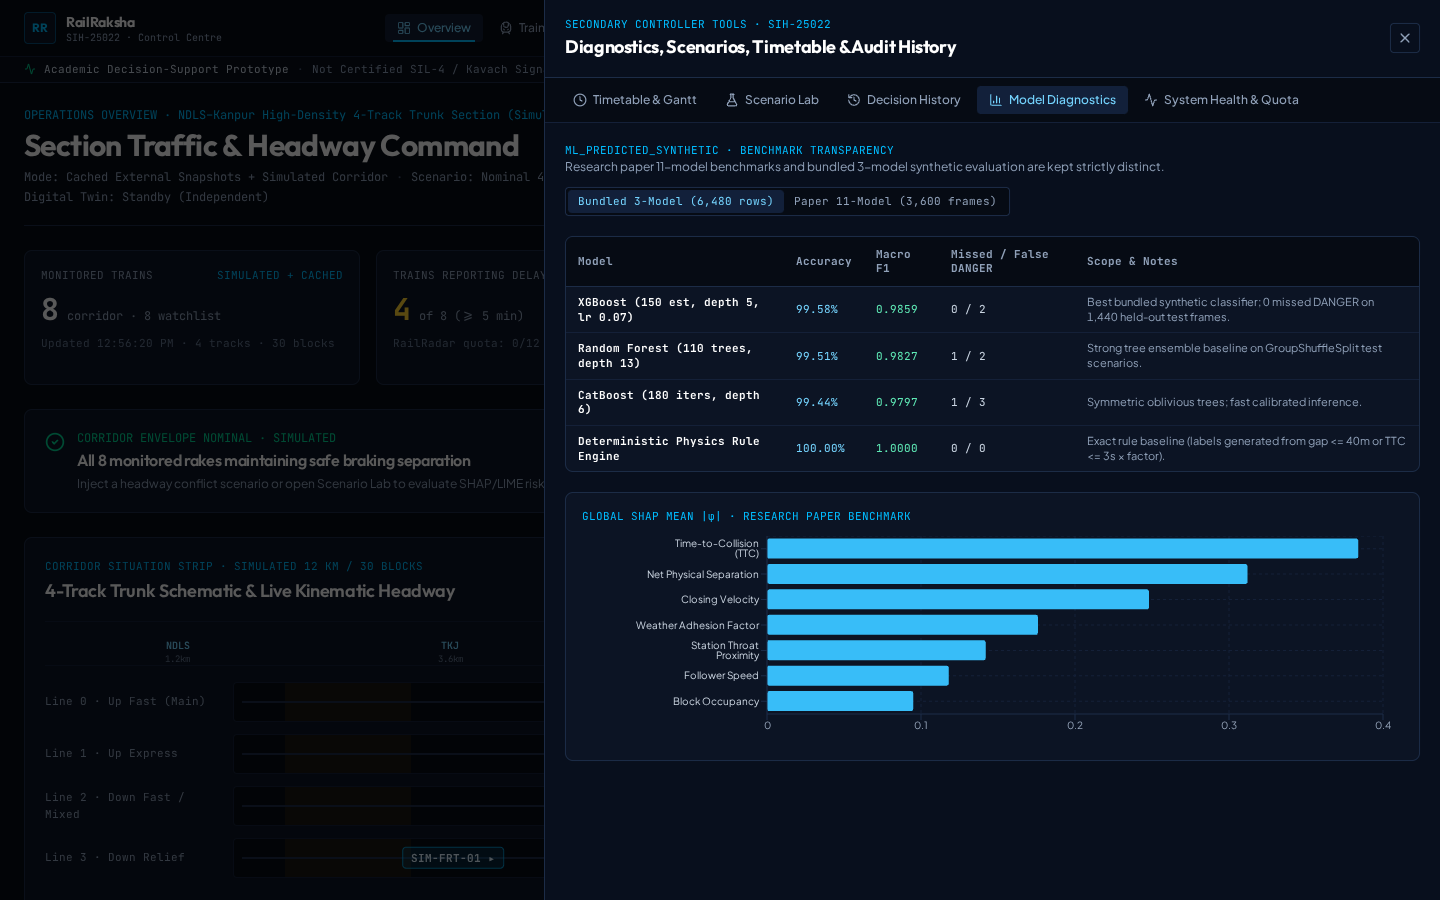 RR
RailRaksha
SIH-25022 · Control Centre
Overview
Train
Academic Decision-Support Prototype · Not Certified SIL-4 / Kavach Sign
OPERATIONS OVERVIEW · NDLS-Kanpur High-Density 4-Track Trunk Section (Simu
Section Traffic & Headway Command
Mode: Cached External Snapshots + Simulated Corridor · Scenario: Nominal 4
Digital Twin: Standby (Independent)
MONITORED TRAINS
SIMULATED + CACHED
8 corridor · 8 watchlist
Updated 12:56:20 PM · 4 tracks · 30 blocks
TRAINS REPORTING DELAY
4 of 8 (⩾ 5 min)
RailRadar quota: 0/12
CORRIDOR ENVELOPE NOMINAL · SIMULATED
All 8 monitored rakes maintaining safe braking separation
Inject a headway conflict scenario or open Scenario Lab to evaluate SHAP/LIME risk
CORRIDOR SITUATION STRIP · SIMULATED 12 KM / 30 BLOCKS
4-Track Trunk Schematic & Live Kinematic Headway
NDLS
1.2km
TKJ
3.6km
Line 0 · Up Fast (Main)
Line 1 · Up Express
Line 2 · Down Fast /
Mixed
Line 3 · Down Relief
SIM-FRT-01 ▸
SECONDARY CONTROLLER TOOLS · SIH-25022
Diagnostics, Scenarios, Timetable & Audit History
Timetable & Gantt
Scenario Lab
Decision History
Model Diagnostics
System Health & Quota
ML_PREDICTED_SYNTHETIC · BENCHMARK TRANSPARENCY
Research paper 11-model benchmarks and bundled 3-model synthetic evaluation are kept strictly distinct.
Bundled 3-Model (6,480 rows)
Paper 11-Model (3,600 frames)
Model
Accuracy
Macro
F1
Missed / False
DANGER
Scope & Notes
XGBoost (150 est, depth 5,
lr 0.07)
99.58%
0.9859
0 / 2
Best bundled synthetic classifier; 0 missed DANGER on
1,440 held-out test frames.
Random Forest (110 trees,
depth 13)
99.51%
0.9827
1 / 2
Strong tree ensemble baseline on GroupShuffleSplit test
scenarios.
CatBoost (180 iters, depth
6)
99.44%
0.9797
1 / 3
Symmetric oblivious trees; fast calibrated inference.
Deterministic Physics Rule
Engine
100.00%
1.0000
0 / 0
Exact rule baseline (labels generated from gap <= 40m or TTC
<= 3s × factor).
GLOBAL SHAP MEAN |φ| · RESEARCH PAPER BENCHMARK
Time-to-Collision
(TTC)
Net Physical Separation
Closing Velocity
Weather Adhesion Factor
Station Throat
Proximity
Follower Speed
Block Occupancy
0
0.1
0.2
0.3
0.4